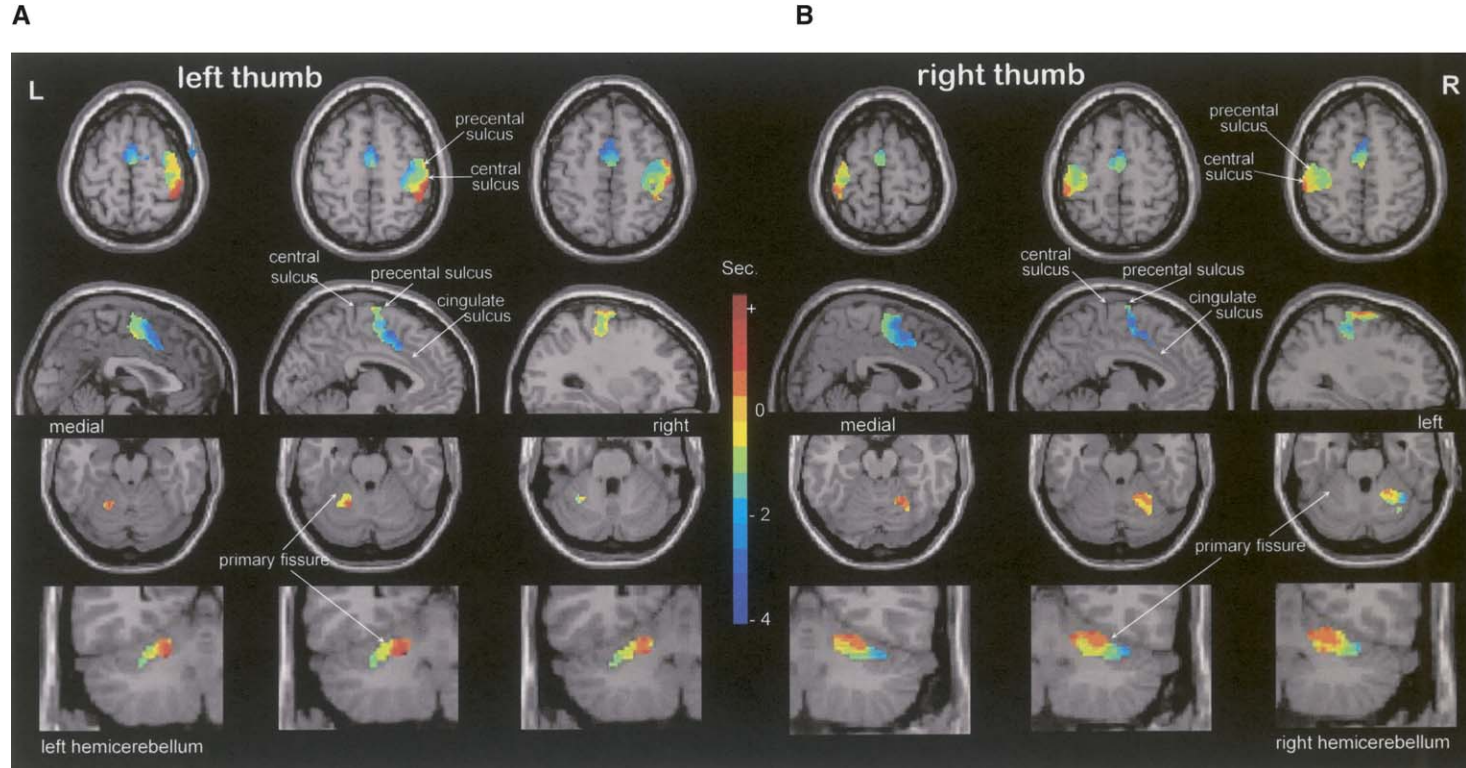 A
B
L
left thumb
right thumb
R
precental
sulcus
central
sulcus
precental
sulcus
central
sulcus
central
sulcus
precental sulcus
cingulate
sulcus
Sec.
+
0
- 2
- 4
central
sulcus
precental sulcus
cingulate
sulcus
medial
right
medial
left
primary fissure
primary fissure
left hemicerebellum
right hemicerebellum